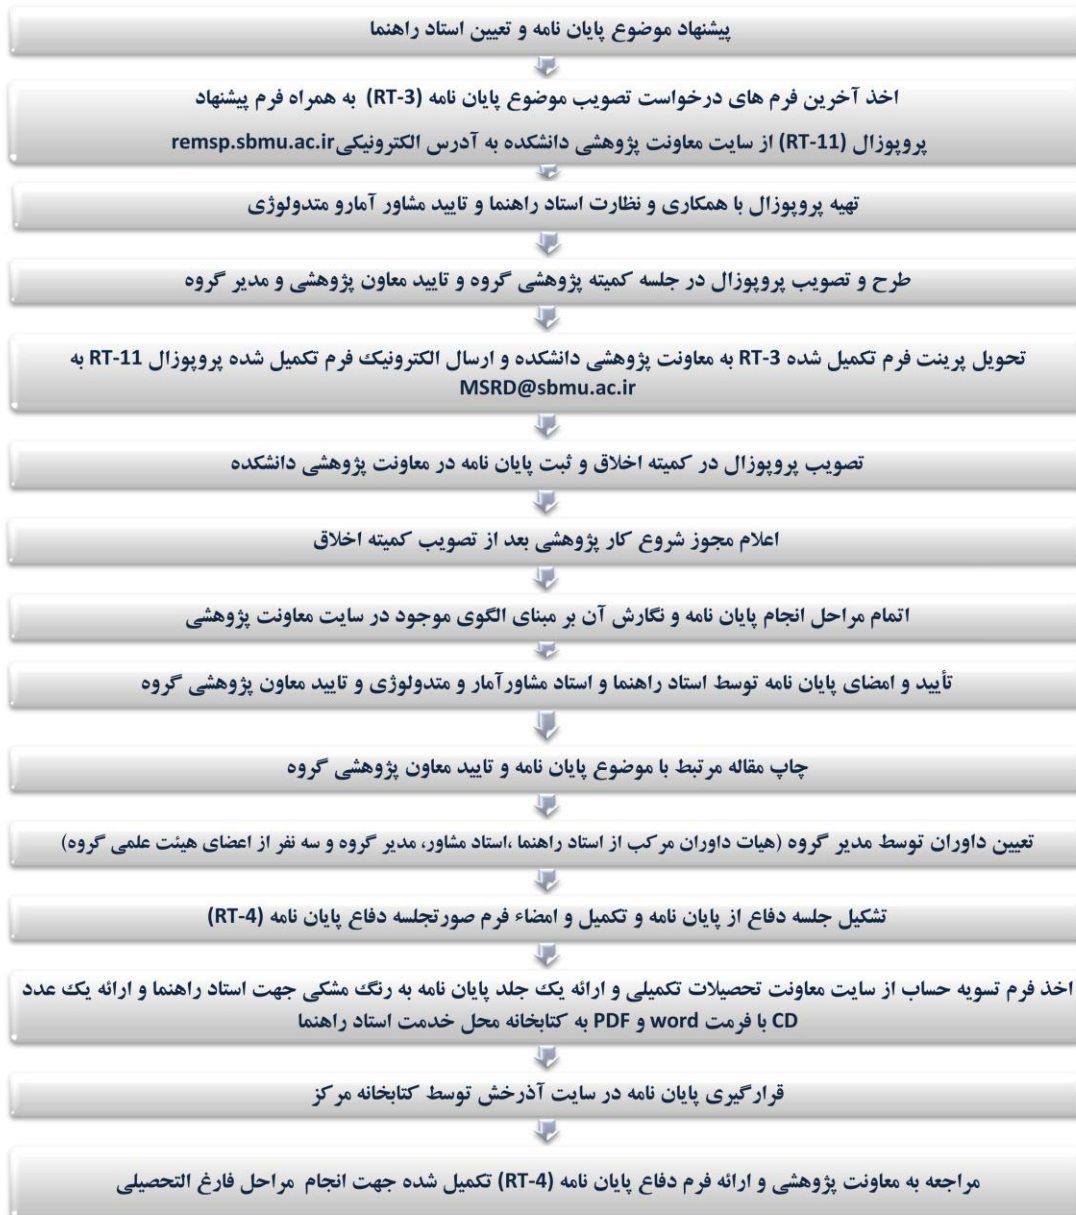 پیشنهاد موضوع پایان نامه و تعیین استاد راهنما
اخذ آخرین فرم های درخواست تصویب موضوع پایان نامه (RT-3) به همراه فرم پیشنهاد
پروپوزال (RT-11) از سایت معاونت پژوهشی دانشکده به آدرس الکترونیکیremsp.sbmu.ac.ir
تهیه پروپوزال با همکاری و نظارت استاد راهنما و تایید مشاور آمارو متدولوژی
طرح و تصویب پروپوزال در جلسه کمیته پژوهشی گروه و تایید معاون پژوهشی و مدیر گروه
تحویل پرینت فرم تکمیل شده RT-3 به معاونت پژوهشی دانشکده و ارسال الکترونیک فرم تکمیل شده پروپوزال RT-11 به
MSRD@sbmu.ac.ir
تصویب پروپوزال در کمیته اخلاق و ثبت پایان نامه در معاونت پژوهشی دانشکده
اعلام مجوز شروع کار پژوهشی بعد از تصویب کمیته اخلاق
اتمام مراحل انجام پایان نامه و نگارش آن بر مبنای الگوی موجود در سایت معاونت پژوهشی
تأیید و امضای پایان نامه توسط استاد راهنما و استاد مشاورآمار و متدولوژی و تایید معاون پژوهشی گروه
چاپ مقاله مرتبط با موضوع پایان نامه و تایید معاون پژوهشی گروه
تعیین داوران توسط مدیر گروه (هیات داوران مرکب از استاد راهنما ،استاد مشاور، مدیر گروه و سه نفر از اعضای هیئت علمی گروه)
تشکیل جلسه دفاع از پایان نامه و تکمیل و امضاء فرم صورتجلسه دفاع پایان نامه (RT-4)
اخذ فرم تسویه حساب از سایت معاونت تحصیلات تکمیلی و ارائه یک جلد پایان نامه به رنگ مشکی جهت استاد راهنما و ارائه یک عدد
CD با فرمت word و PDF به کتابخانه محل خدمت استاد راهنما
قرارگیری پایان نامه در سایت آذرخش توسط کتابخانه مرکز
مراجعه به معاونت پژوهشی و ارائه فرم دفاع پایان نامه (RT-4) تکمیل شده جهت انجام مراحل فارغ التحصیلی